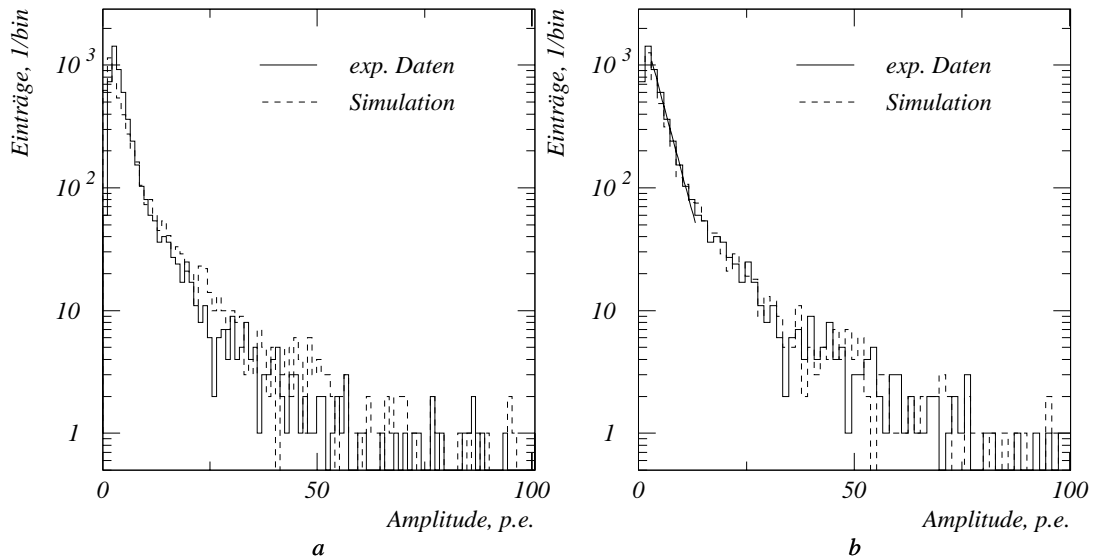 Einträge, 1/bin
10 3
10 2
10
1
exp. Daten
Simulation
0
50
100
Amplitude, p.e.
a
Einträge, 1/bin
10 3
10 2
10
1
exp. Daten
Simulation
0
50
100
Amplitude, p.e.
b